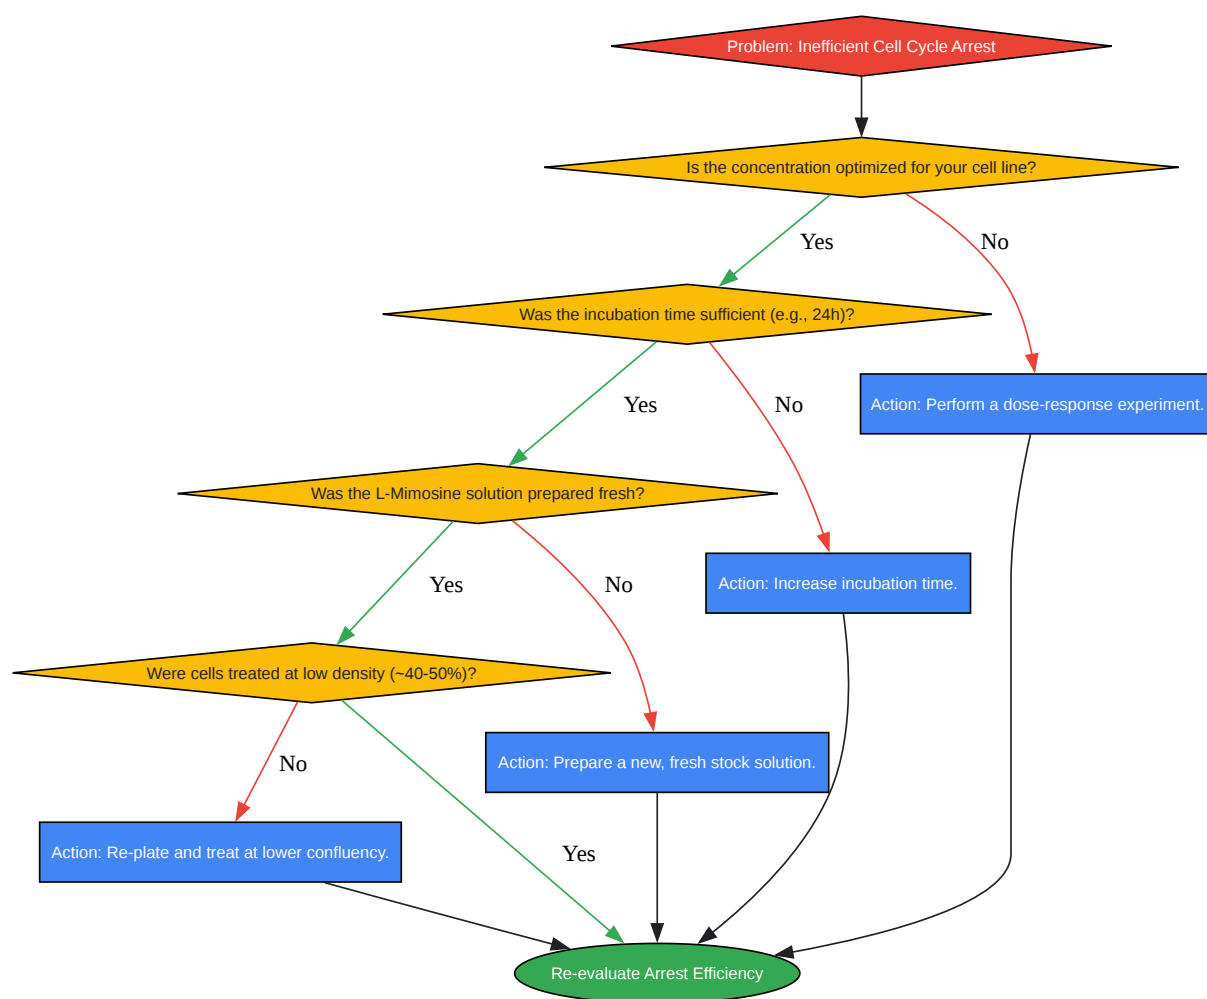 Problem: Inefficient Cell Cycle Arrest
Is the concentration optimized for your cell line?
Yes
No
Was the incubation time sufficient (e.g., 24h)?
Action: Perform a dose-response experiment.
Yes
No
Was the L-Mimosine solution prepared fresh?
Action: Increase incubation time.
Yes
No
Were cells treated at low density (~40-50%)?
Action: Prepare a new, fresh stock solution.
No
Action: Re-plate and treat at lower confluency.
Yes
Re-evaluate Arrest Efficiency